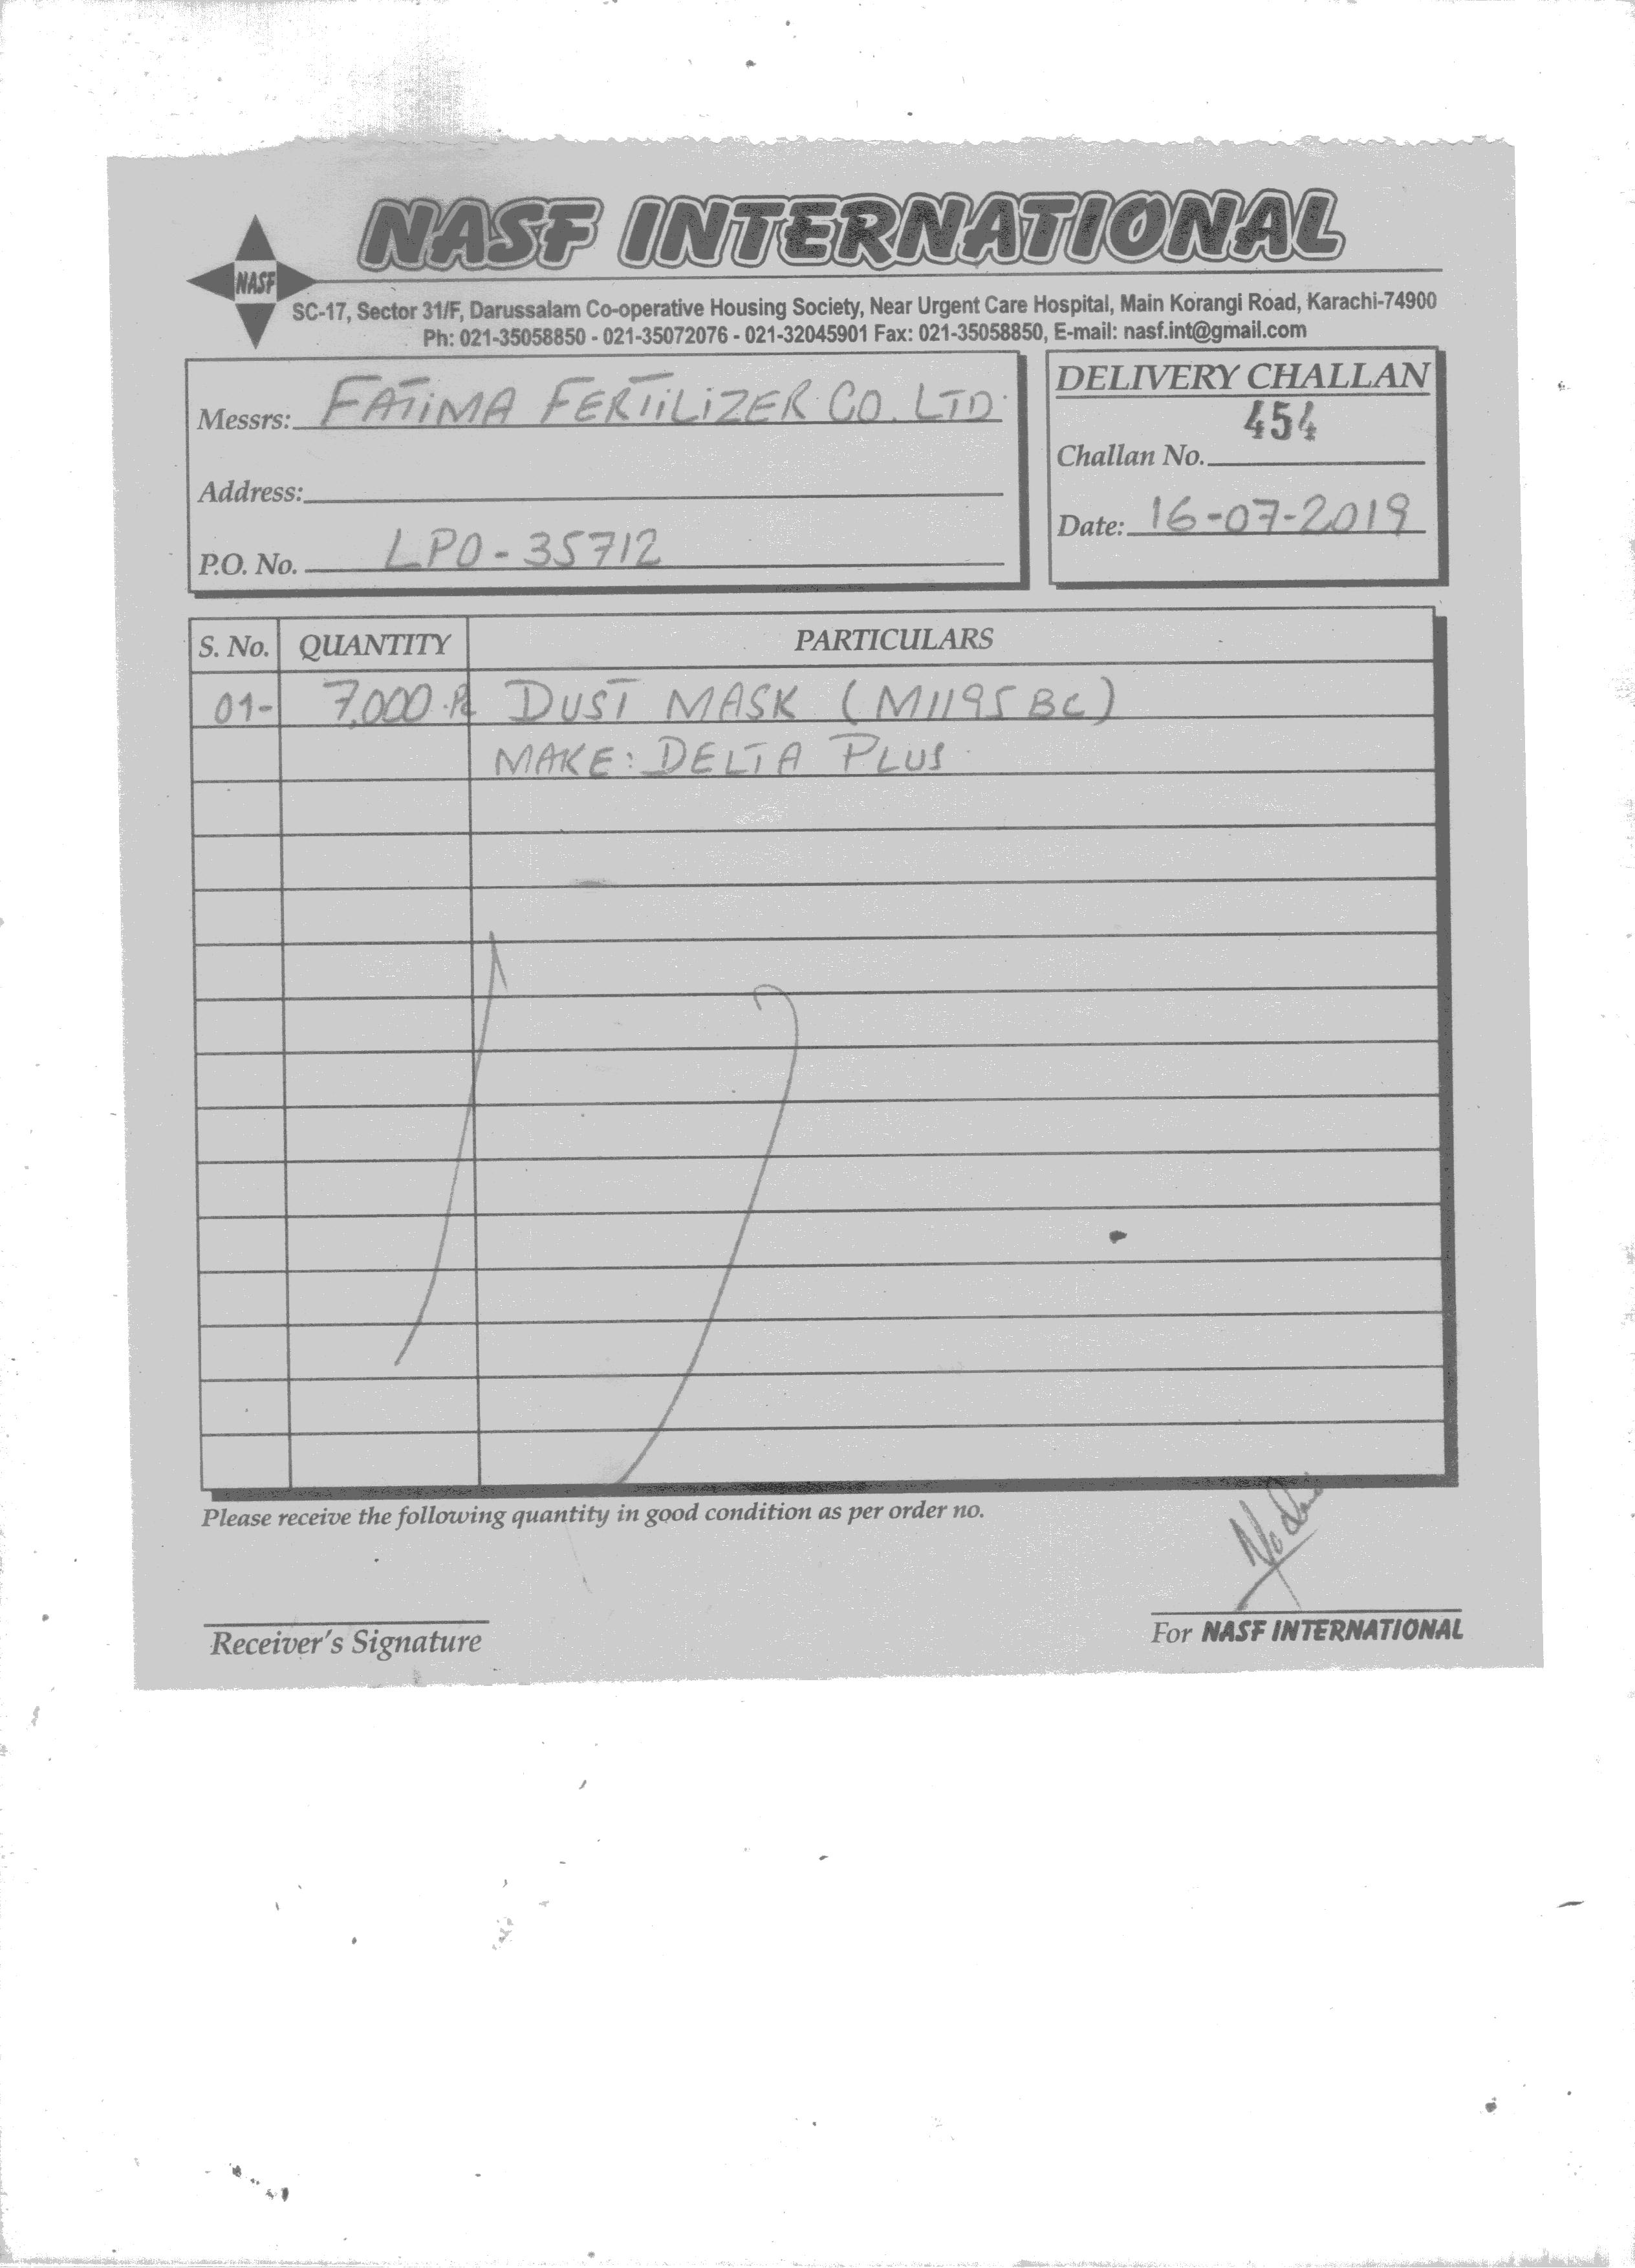 NASF INTERNATIONAL
NASF
SC-17, Sector 31/F, Darussalam Co-operative Housing Society, Near Urgent Care Hospital, Main Korangi Road, Karachi-74900
Ph: 021-35058850 - 021-35072076 - 021-32045901 Fax: 021-35058850, E-mail: nasf.int@gmail.com
Messrs: FATIMA FERTILIZER CO. LTD.
Address:
P.O. No. LPO-35712
DELIVERY CHALLAN
454
Challan No.
Date: 16-07-2019
S. No. QUANTITY PARTICULARS
01- 7,000 Pc DUST MASK (M1195 BC)
MAKE: DELTA PLUS
Please receive the following quantity in good condition as per order no.
Receiver's Signature
For NASF INTERNATIONAL